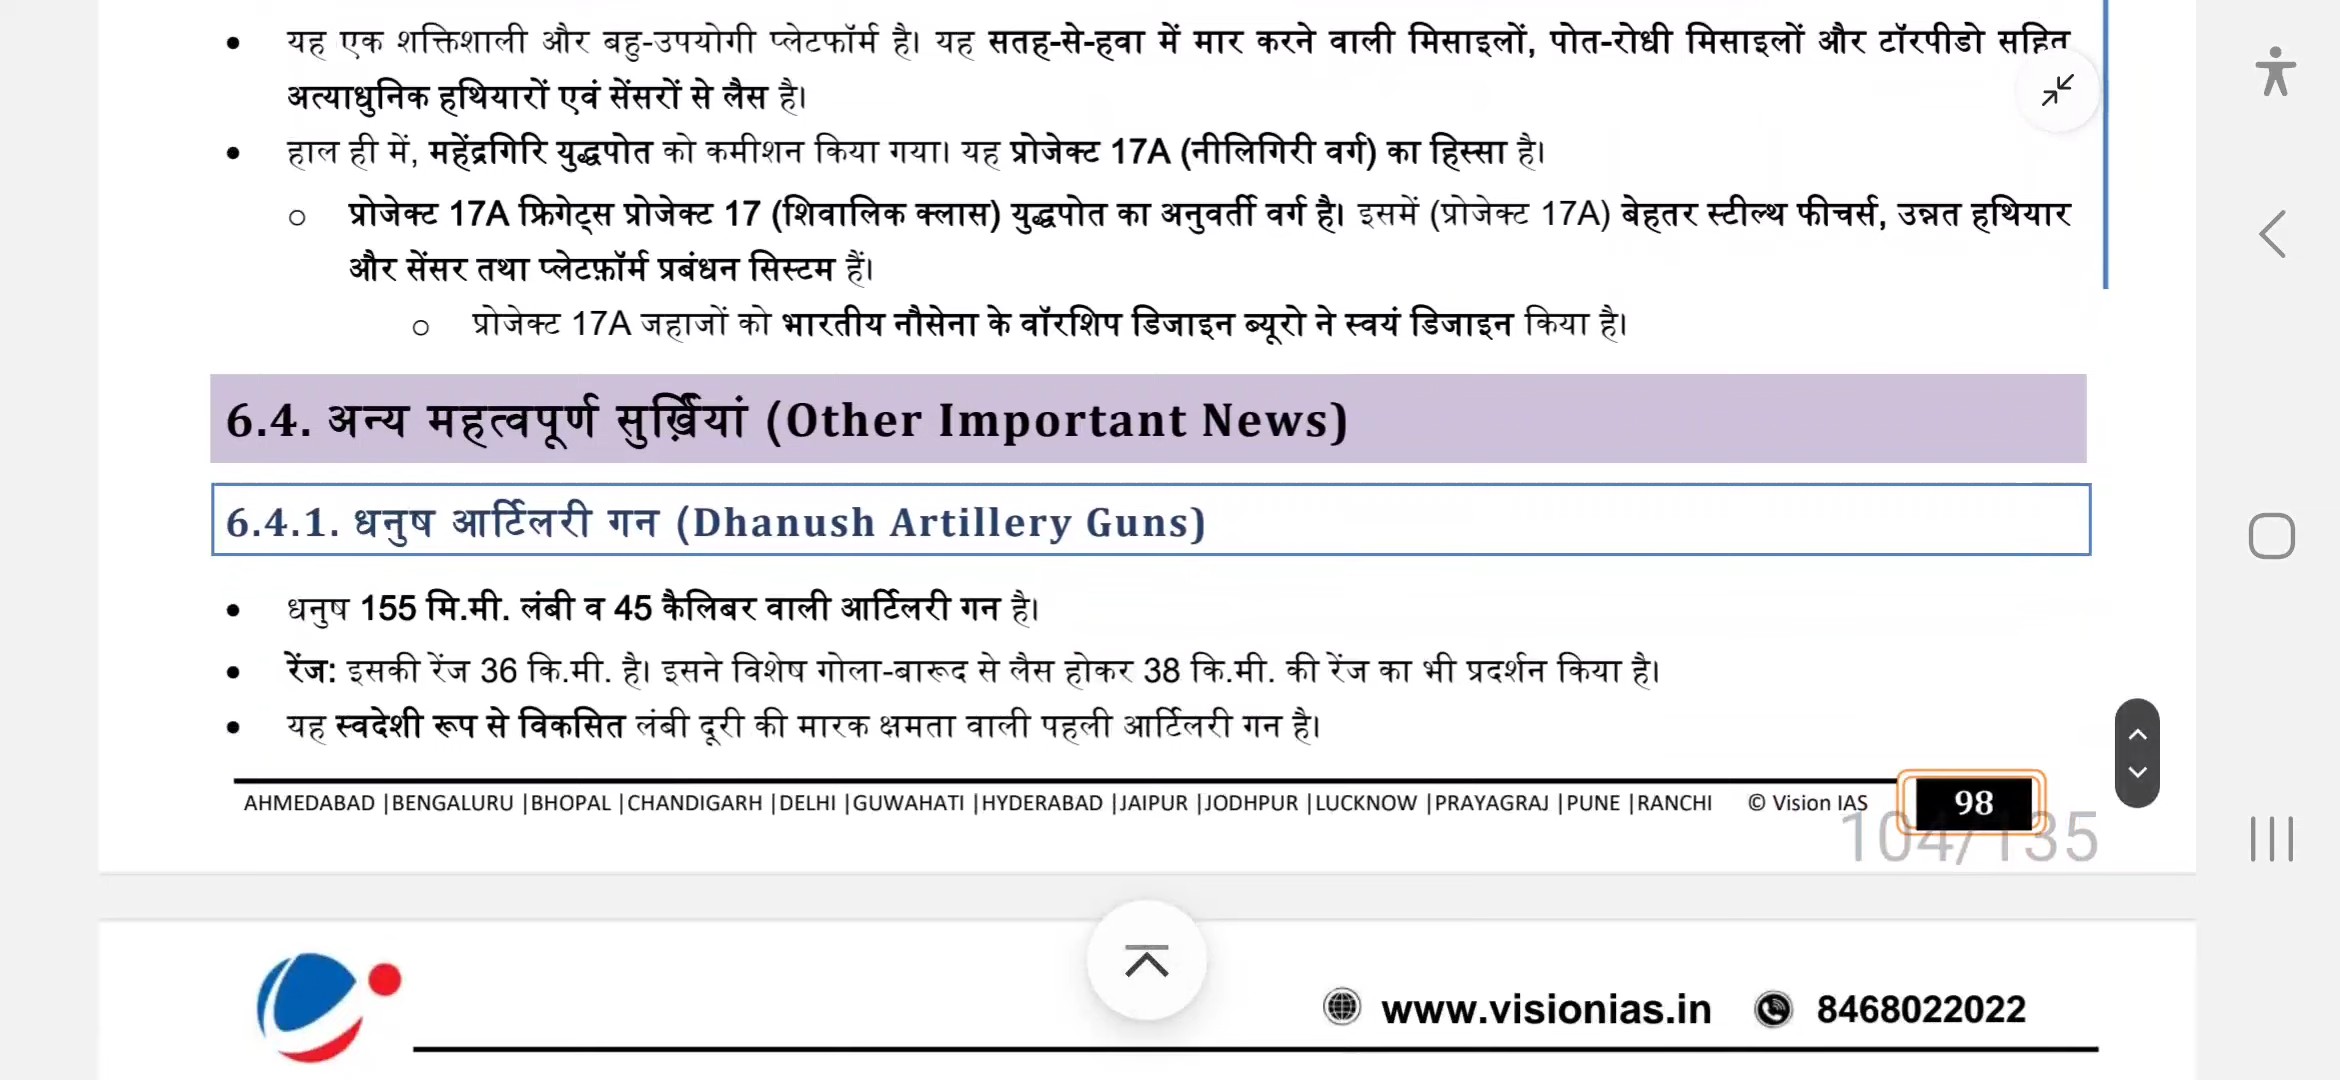 • यह एक शक्तिशाली और बहु-उपयोगी प्लेटफॉर्म है। यह सतह-से-हवा में मार करने वाली मिसाइलों, पोत-रोधी मिसाइलों और टॉरपीडो सहित
अत्याधुनिक हथियारों एवं सेंसरों से लैस है।
• हाल ही में, महेंद्रगिरि युद्धपोत को कमीशन किया गया। यह प्रोजेक्ट 17A (नीलिगिरी वर्ग) का हिस्सा है।
○ प्रोजेक्ट 17A फ्रिगेट्स प्रोजेक्ट 17 (शिवालिक क्लास) युद्धपोत का अनुवर्ती वर्ग है। इसमें (प्रोजेक्ट 17A) बेहतर स्टील्थ फीचर्स, उन्नत हथियार
और सेंसर तथा प्लेटफ़ॉर्म प्रबंधन सिस्टम हैं।
○ प्रोजेक्ट 17A जहाजों को भारतीय नौसेना के वॉरशिप डिजाइन ब्यूरो ने स्वयं डिजाइन किया है।
6.4. अन्य महत्वपूर्ण सुर्ख़ियां (Other Important News)
6.4.1. धनुष आर्टिलरी गन (Dhanush Artillery Guns)
• धनुष 155 मि.मी. लंबी व 45 कैलिबर वाली आर्टिलरी गन है।
• रेंज: इसकी रेंज 36 कि.मी. है। इसने विशेष गोला-बारूद से लैस होकर 38 कि.मी. की रेंज का भी प्रदर्शन किया है।
• यह स्वदेशी रूप से विकसित लंबी दूरी की मारक क्षमता वाली पहली आर्टिलरी गन है।
AHMEDABAD |BENGALURU |BHOPAL |CHANDIGARH |DELHI |GUWAHATI |HYDERABAD |JAIPUR |JODHPUR |LUCKNOW |PRAYAGRAJ |PUNE |RANCHI © Vision IAS 98
104/135
www.visionias.in 8468022022